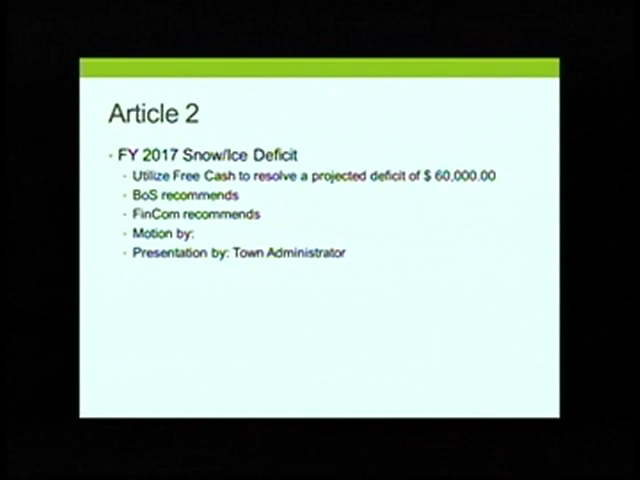 Article 2
· FY 2017 Snow/Ice Deficit
· Utilize Free Cash to resolve a projected deficit of $ 60,000.00
· BoS recommends
· FinCom recommends
· Motion by:
· Presentation by: Town Administrator